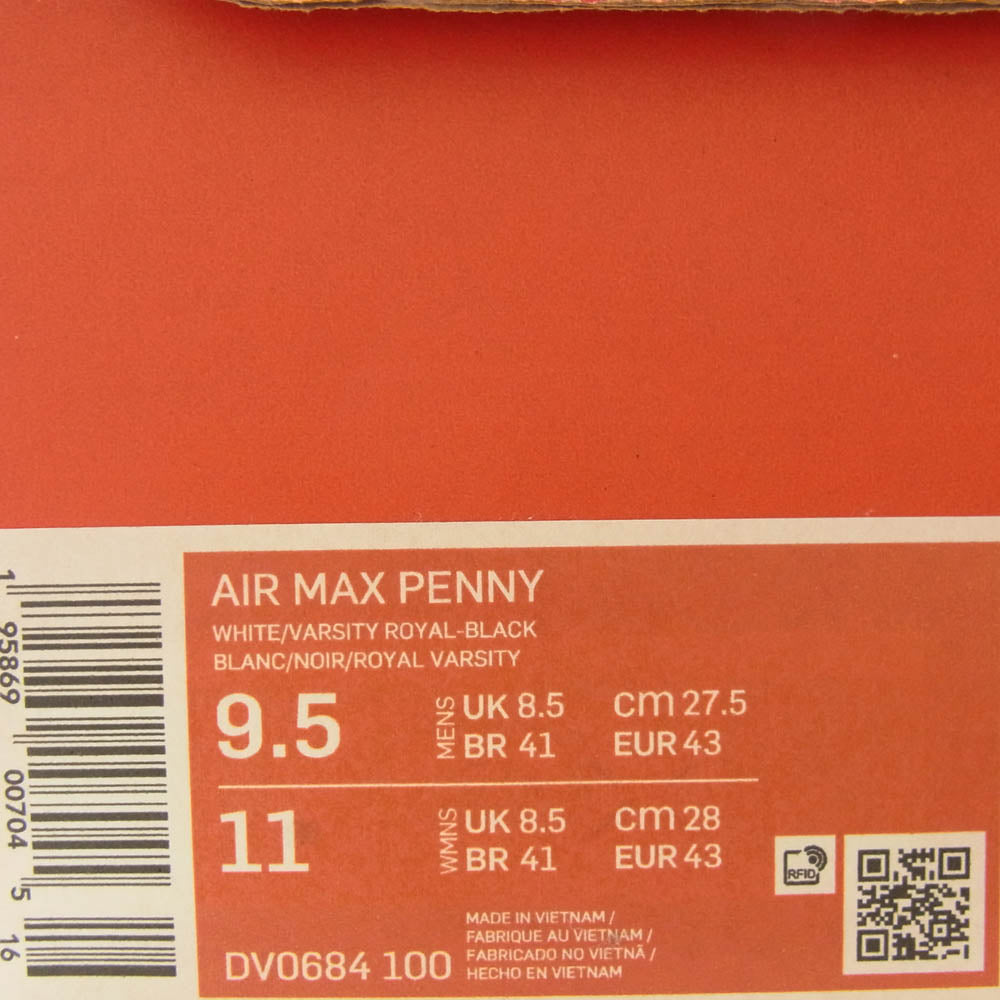 AIR MAX PENNY
WHITE/VARSITY ROYAL-BLACK
BLANC/NOIR/ROYAL VARSITY
9.5 MENS UK 8.5 CM 27.5
BR 41 EUR 43
11 WMNS UK 8.5 CM 28
BR 41 EUR 43
RFID
MADE IN VIETNAM /
FABRIQUE AU VIETNAM /
FABRICADO NO VIETNÃ /
HECHO EN VIETNAM
DV0684 100
1 95869 00704 5 16